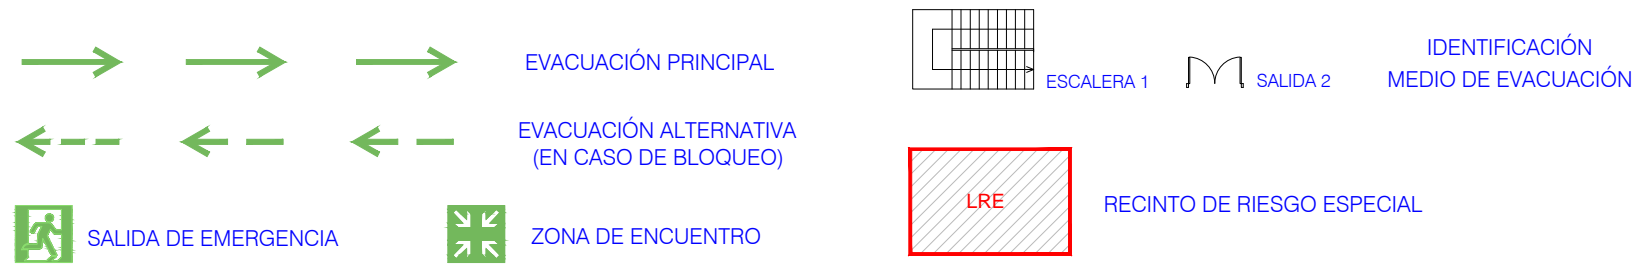 EVACUACIÓN PRINCIPAL
EVACUACIÓN ALTERNATIVA
(EN CASO DE BLOQUEO)
SALIDA DE EMERGENCIA
ZONA DE ENCUENTRO
ESCALERA 1
SALIDA 2
IDENTIFICACIÓN
MEDIO DE EVACUACIÓN
LRE
RECINTO DE RIESGO ESPECIAL